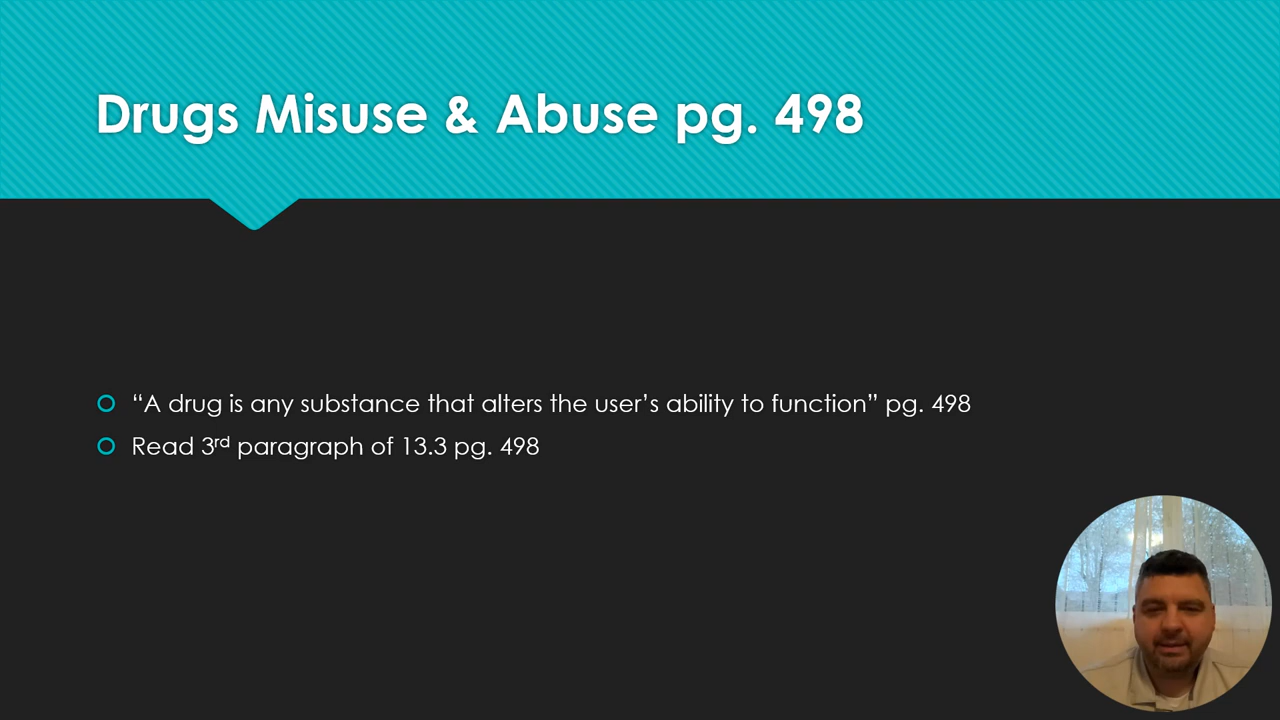 Drugs Misuse & Abuse pg. 498
“A drug is any substance that alters the user’s ability to function” pg. 498
Read 3rd paragraph of 13.3 pg. 498